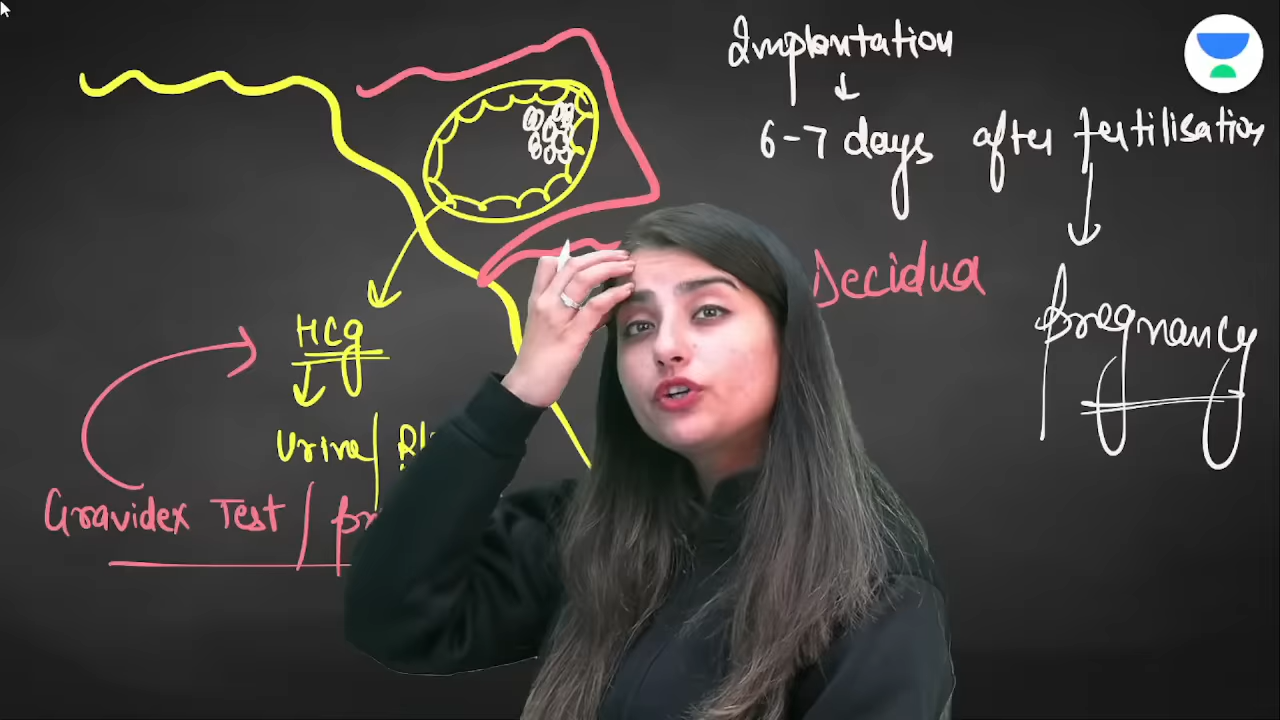 Implantation
6-7 days after fertilisation
Decidua
pregnancy
HCg
Urine/
Gravidex Test /